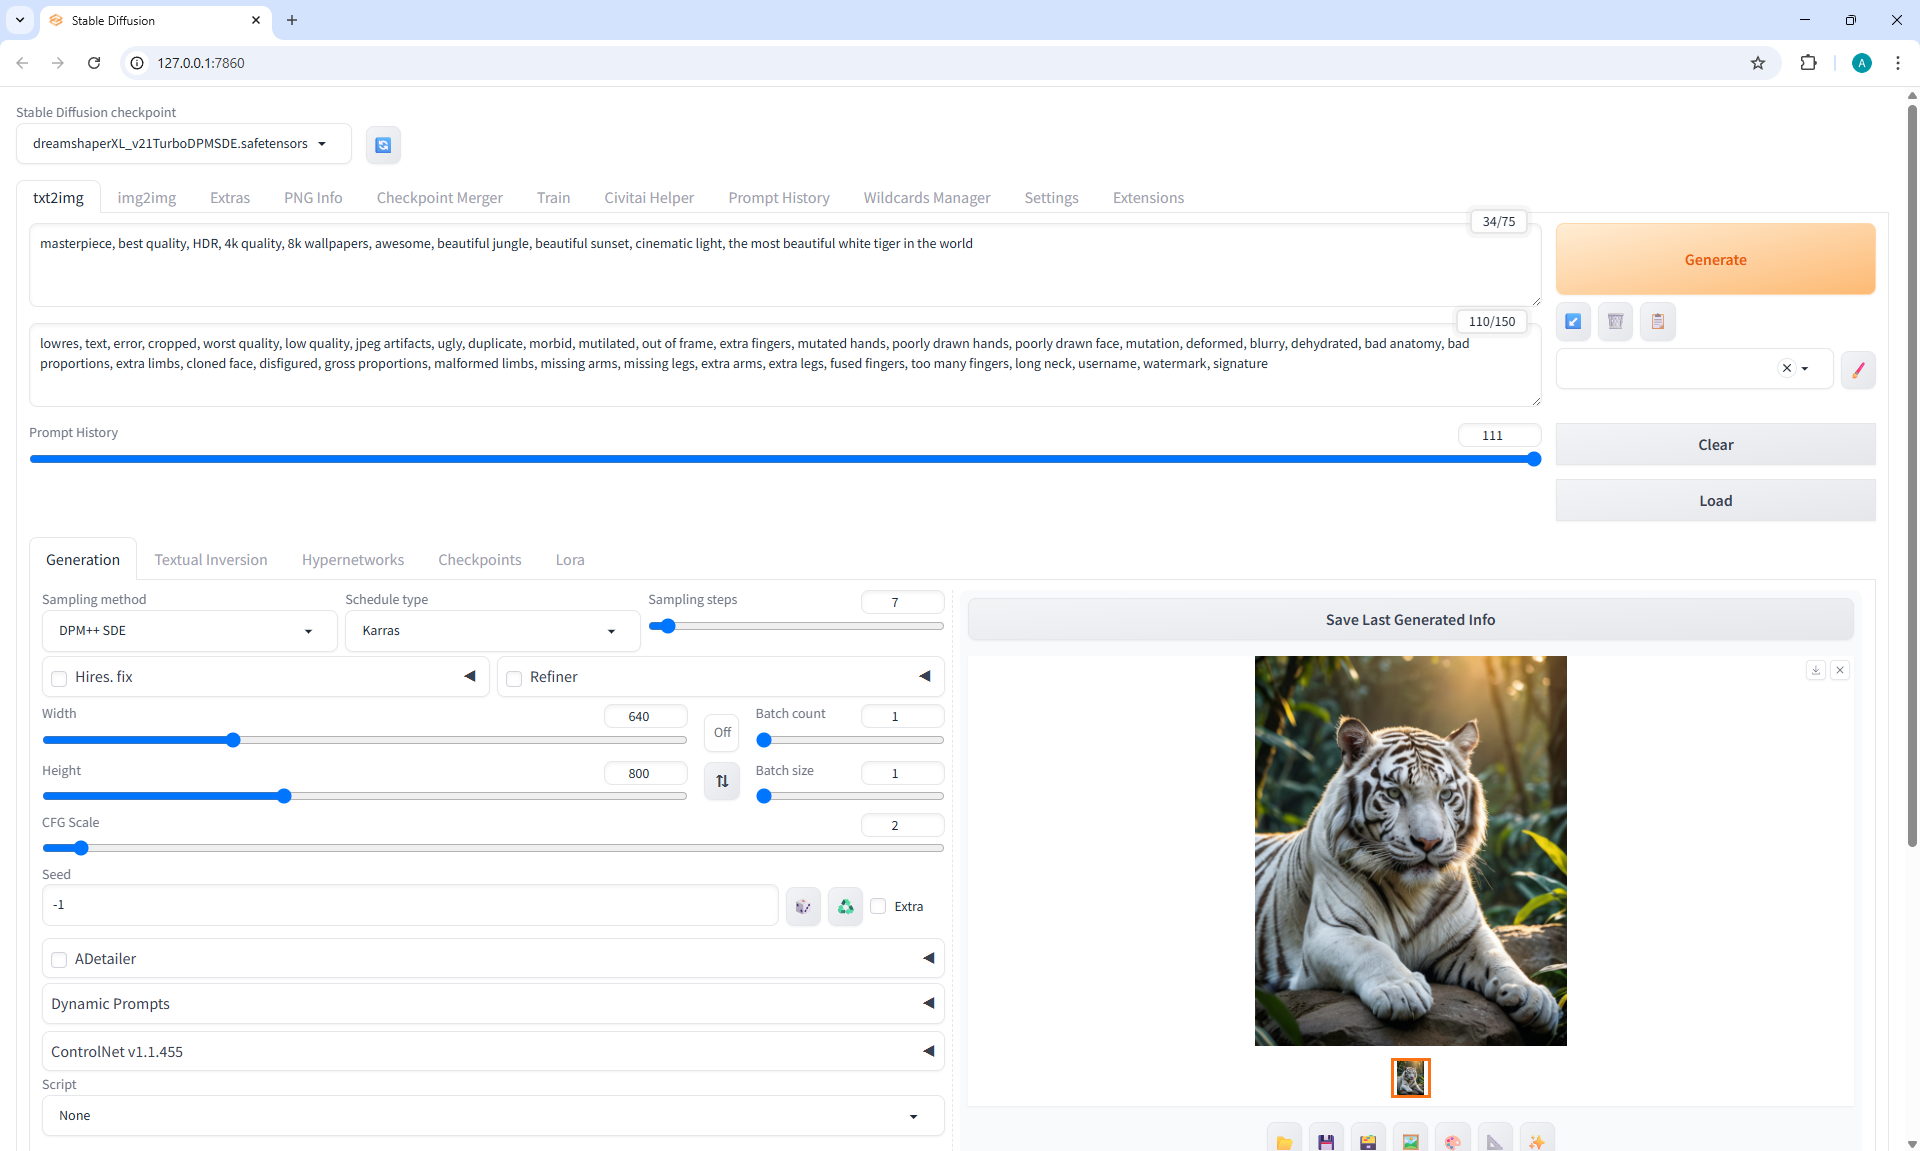 Stable Diffusion
127.0.0.1:7860
A
Stable Diffusion checkpoint
dreamshaperXL_v21TurboDPMSDE.safetensors
txt2img img2img Extras PNG Info Checkpoint Merger Train Civitai Helper Prompt History Wildcards Manager Settings Extensions
34/75
masterpiece, best quality, HDR, 4k quality, 8k wallpapers, awesome, beautiful jungle, beautiful sunset, cinematic light, the most beautiful white tiger in the world
Generate
110/150
lowres, text, error, cropped, worst quality, low quality, jpeg artifacts, ugly, duplicate, morbid, mutilated, out of frame, extra fingers, mutated hands, poorly drawn hands, poorly drawn face, mutation, deformed, blurry, dehydrated, bad anatomy, bad
proportions, extra limbs, cloned face, disfigured, gross proportions, malformed limbs, missing arms, missing legs, extra arms, extra legs, fused fingers, too many fingers, long neck, username, watermark, signature
Prompt History
111
Clear
Load
Generation Textual Inversion Hypernetworks Checkpoints Lora
Sampling method Schedule type Sampling steps 7
DPM++ SDE Karras
Save Last Generated Info
Hires. fix Refiner
Width 640 Off Batch count 1
Height 800 Batch size 1
CFG Scale 2
Seed
-1
Extra
ADetailer
Dynamic Prompts
ControlNet v1.1.455
Script
None